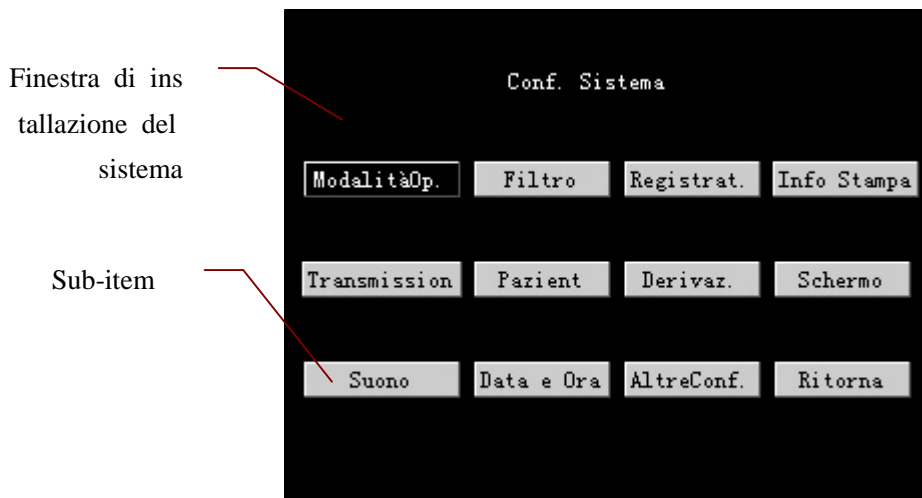 Finestra di ins
tallazione del
sistema
Conf. Sistema
ModalitàOp. Filtro Registrat. Info Stampa
Sub-item
Transmission Pazient Derivaz. Schermo
Suono Data e Ora AltreConf. Ritorna